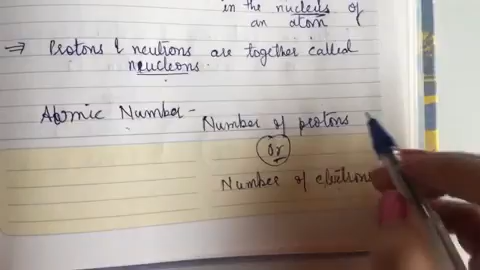 in the nucleus of
an atom
⇒ Protons & neutrons are together called
nucleons.
Atomic Number - Number of protons
Or
Number of electrons